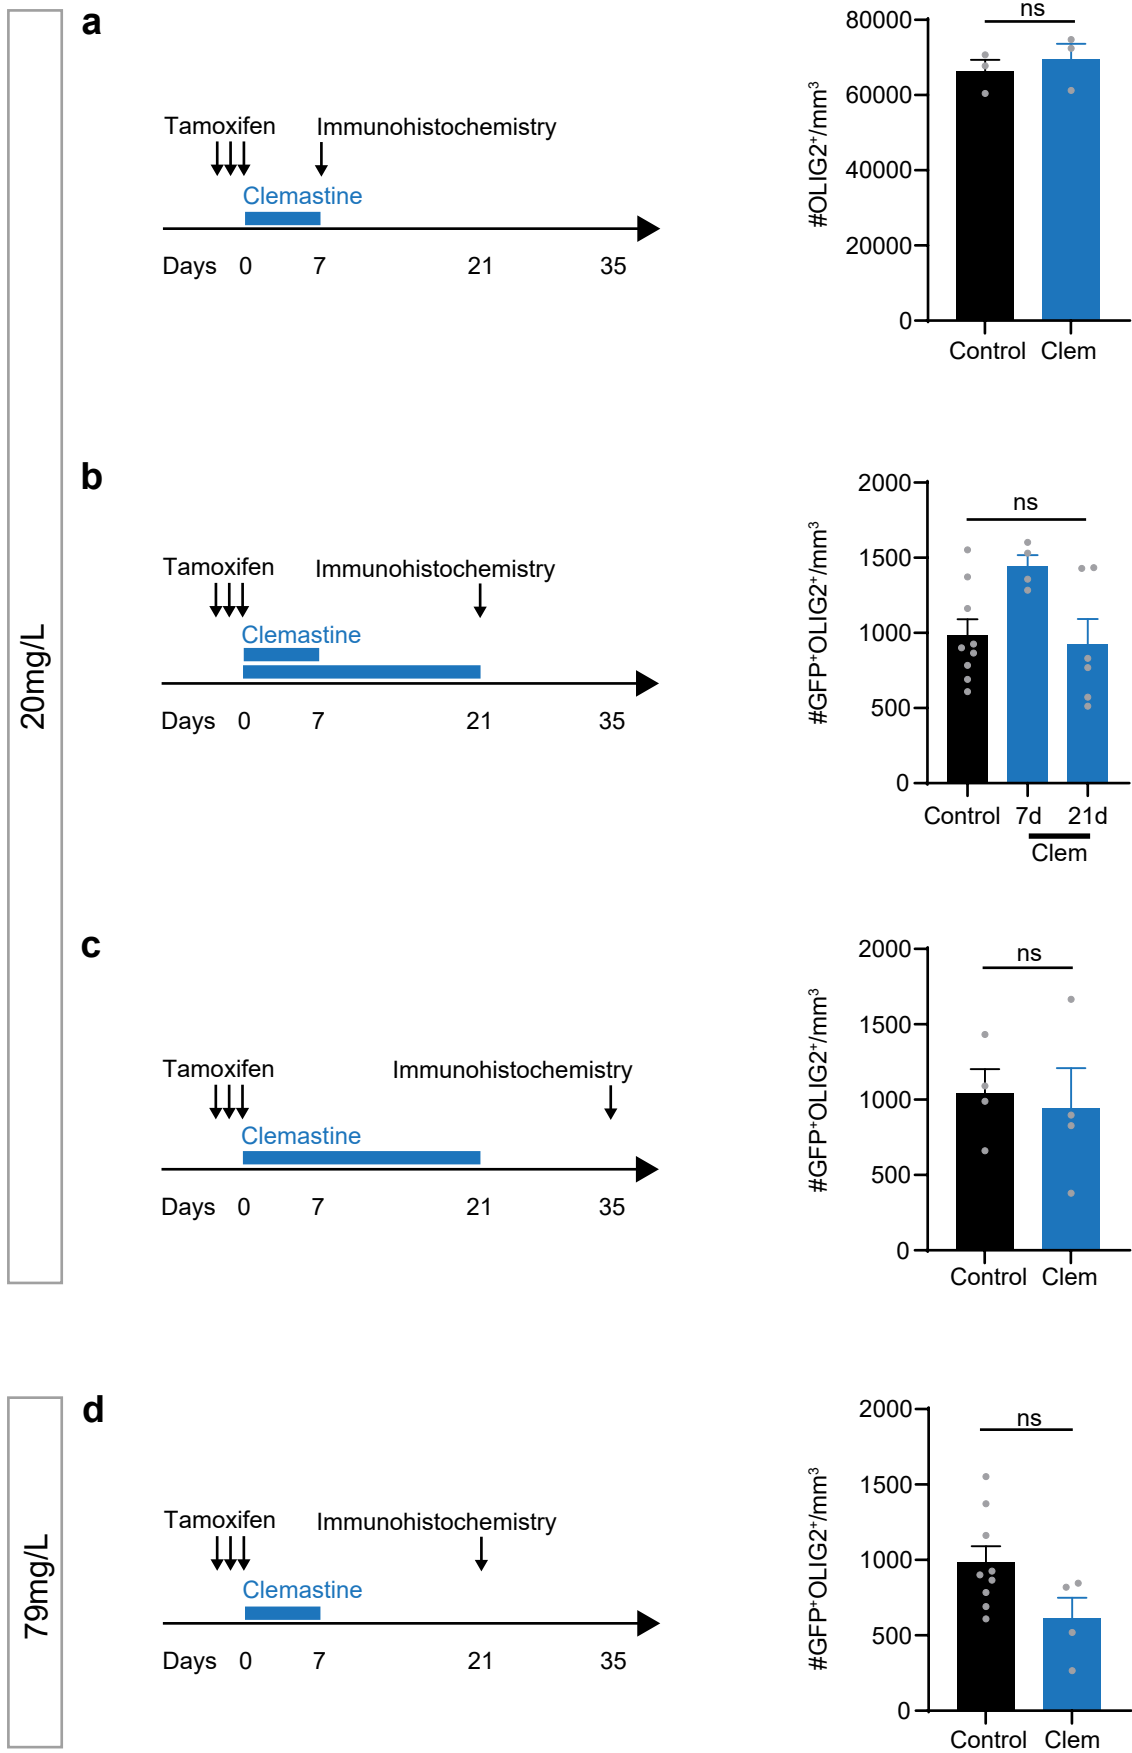 20mg/L
a
Tamoxifen Immunohistochemistry
Clemastine
Days 0 7 21 35
#OLIG2⁺/mm³
80000
60000
40000
20000
0
ns
Control Clem
b
Tamoxifen Immunohistochemistry
Clemastine
Days 0 7 21 35
#GFP⁺OLIG2⁺/mm³
2000
1500
1000
500
0
ns
Control 7d 21d
Clem
c
Tamoxifen Immunohistochemistry
Clemastine
Days 0 7 21 35
#GFP⁺OLIG2⁺/mm³
2000
1500
1000
500
0
ns
Control Clem
79mg/L
d
Tamoxifen Immunohistochemistry
Clemastine
Days 0 7 21 35
#GFP⁺OLIG2⁺/mm³
2000
1500
1000
500
0
ns
Control Clem